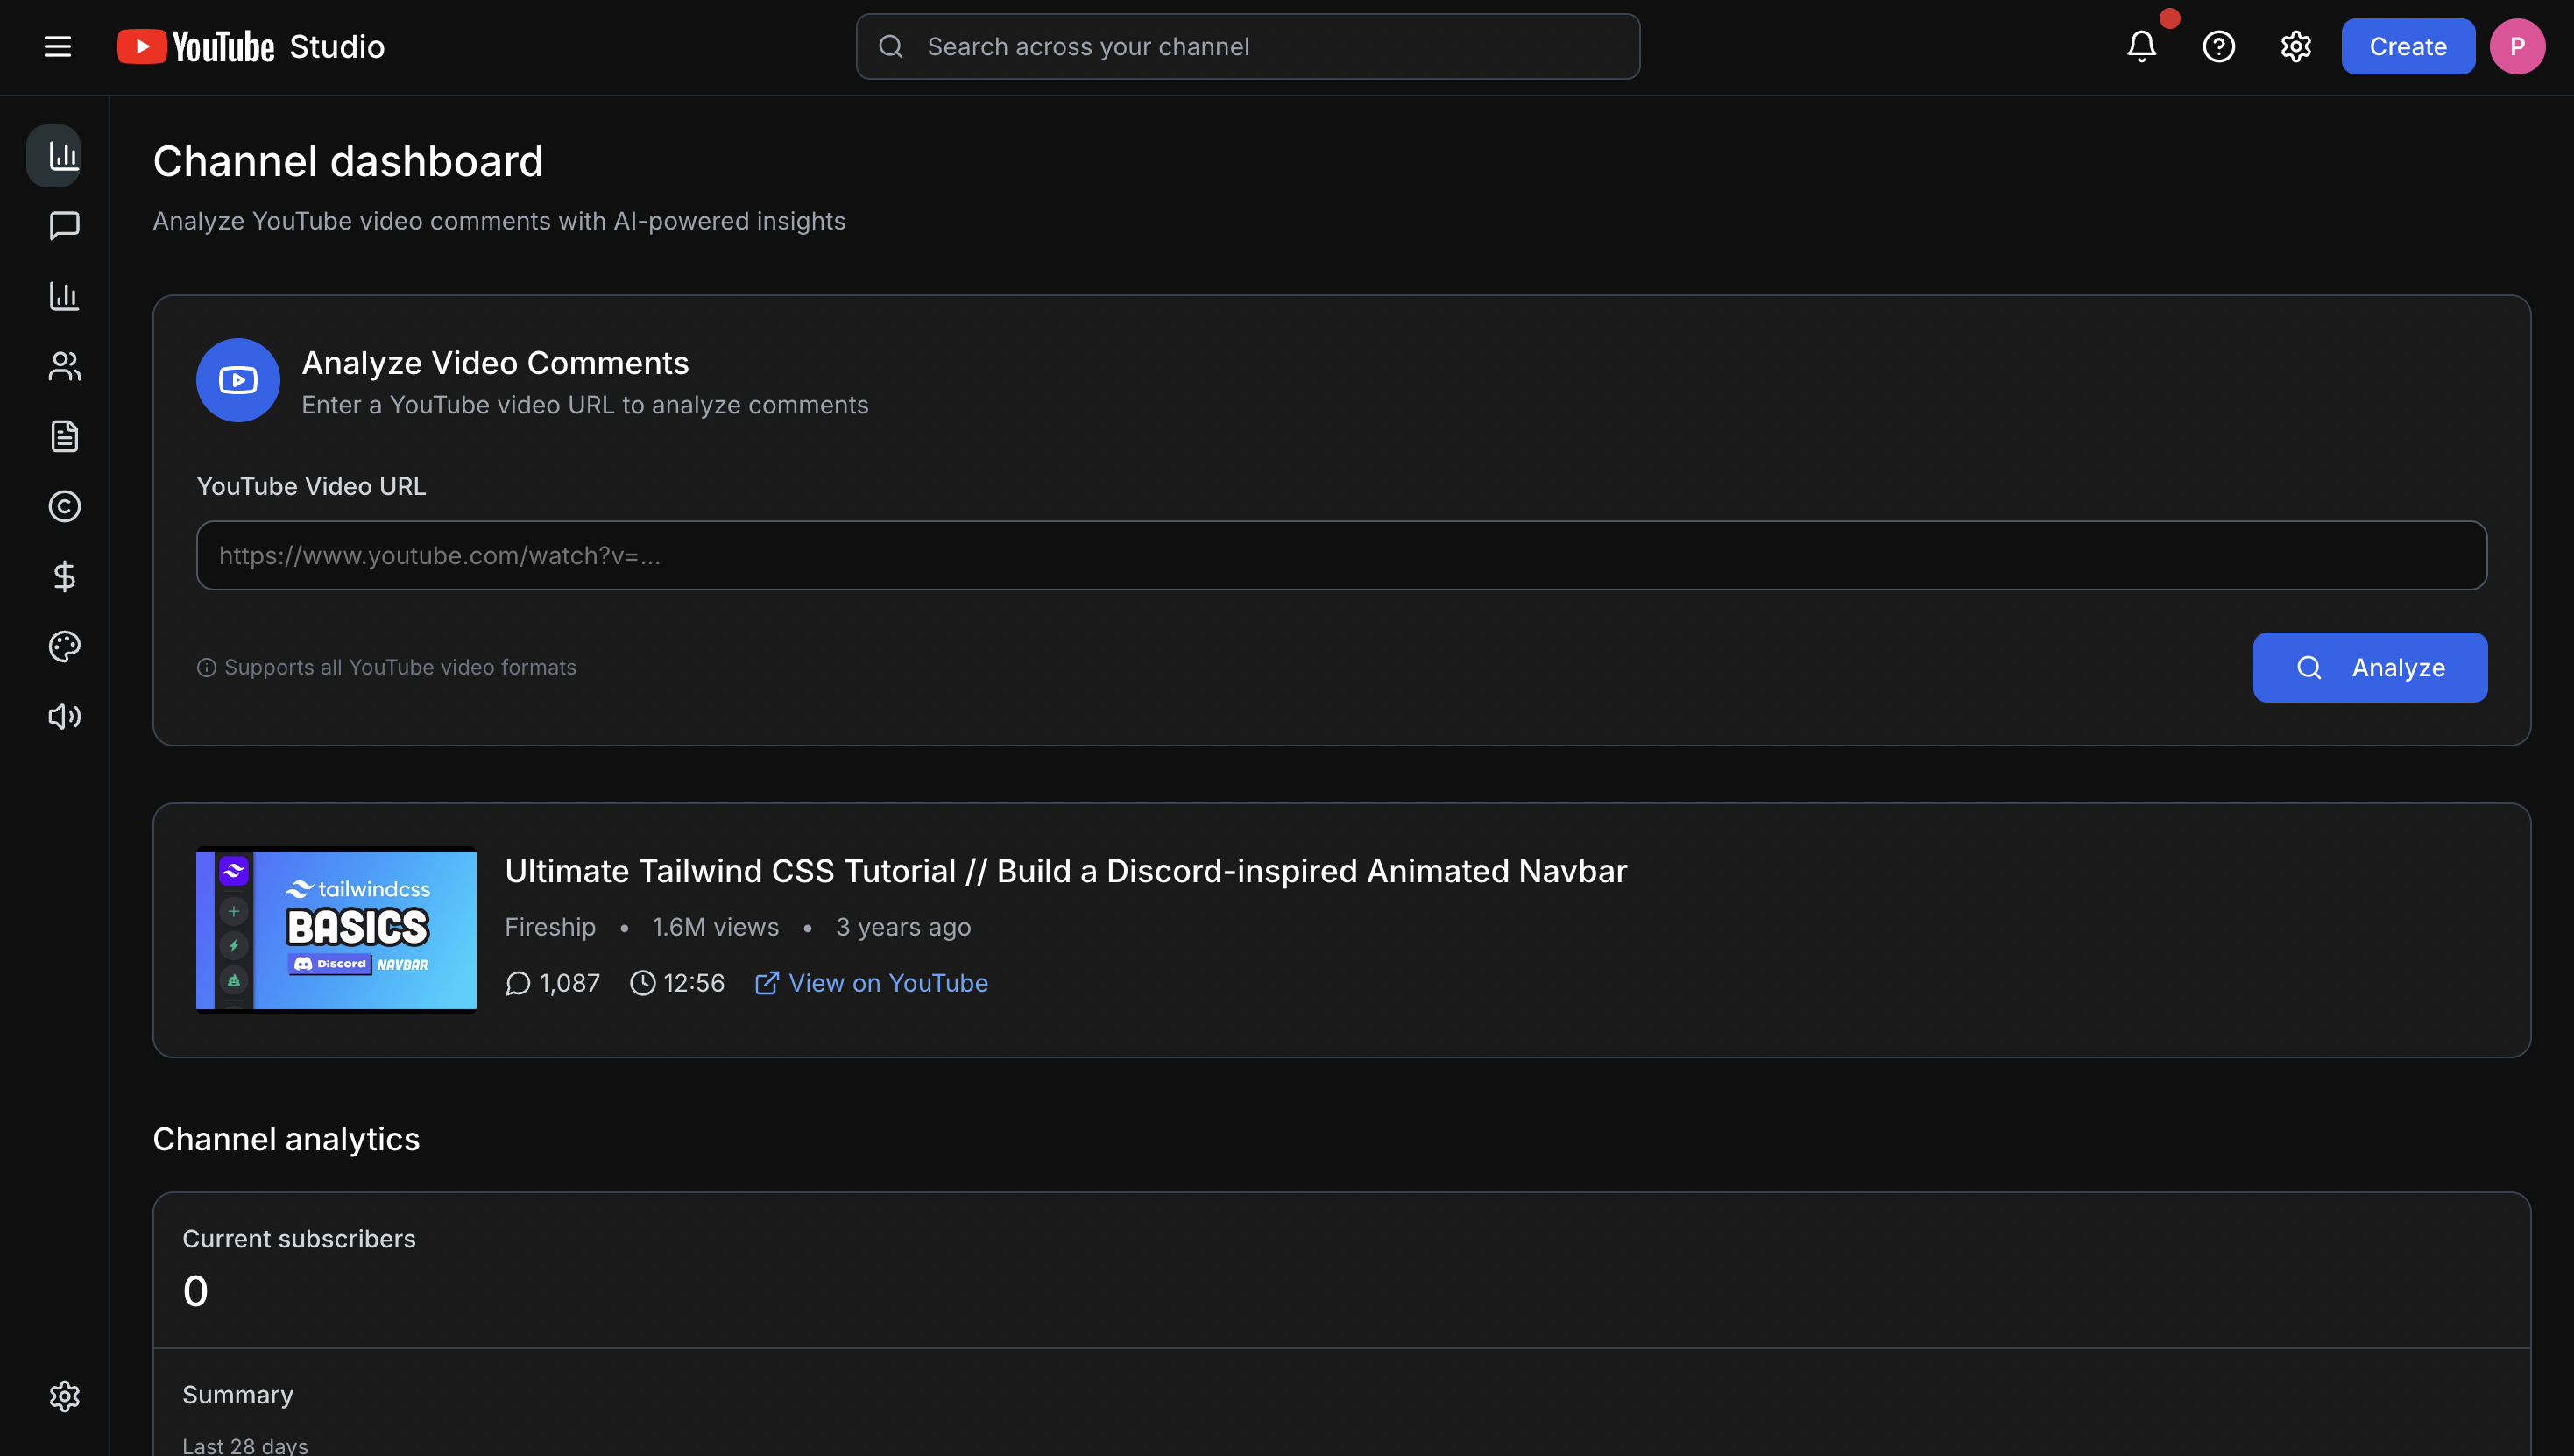 YouTube Studio
Search across your channel
Create
P
Channel dashboard
Analyze YouTube video comments with AI-powered insights
Analyze Video Comments
Enter a YouTube video URL to analyze comments
YouTube Video URL
https://www.youtube.com/watch?v=...
Supports all YouTube video formats
Analyze
tailwindcss
BASICS
Discord NAVBAR
Ultimate Tailwind CSS Tutorial // Build a Discord-inspired Animated Navbar
Fireship • 1.6M views • 3 years ago
1,087 12:56 View on YouTube
Channel analytics
Current subscribers
0
Summary
Last 28 days